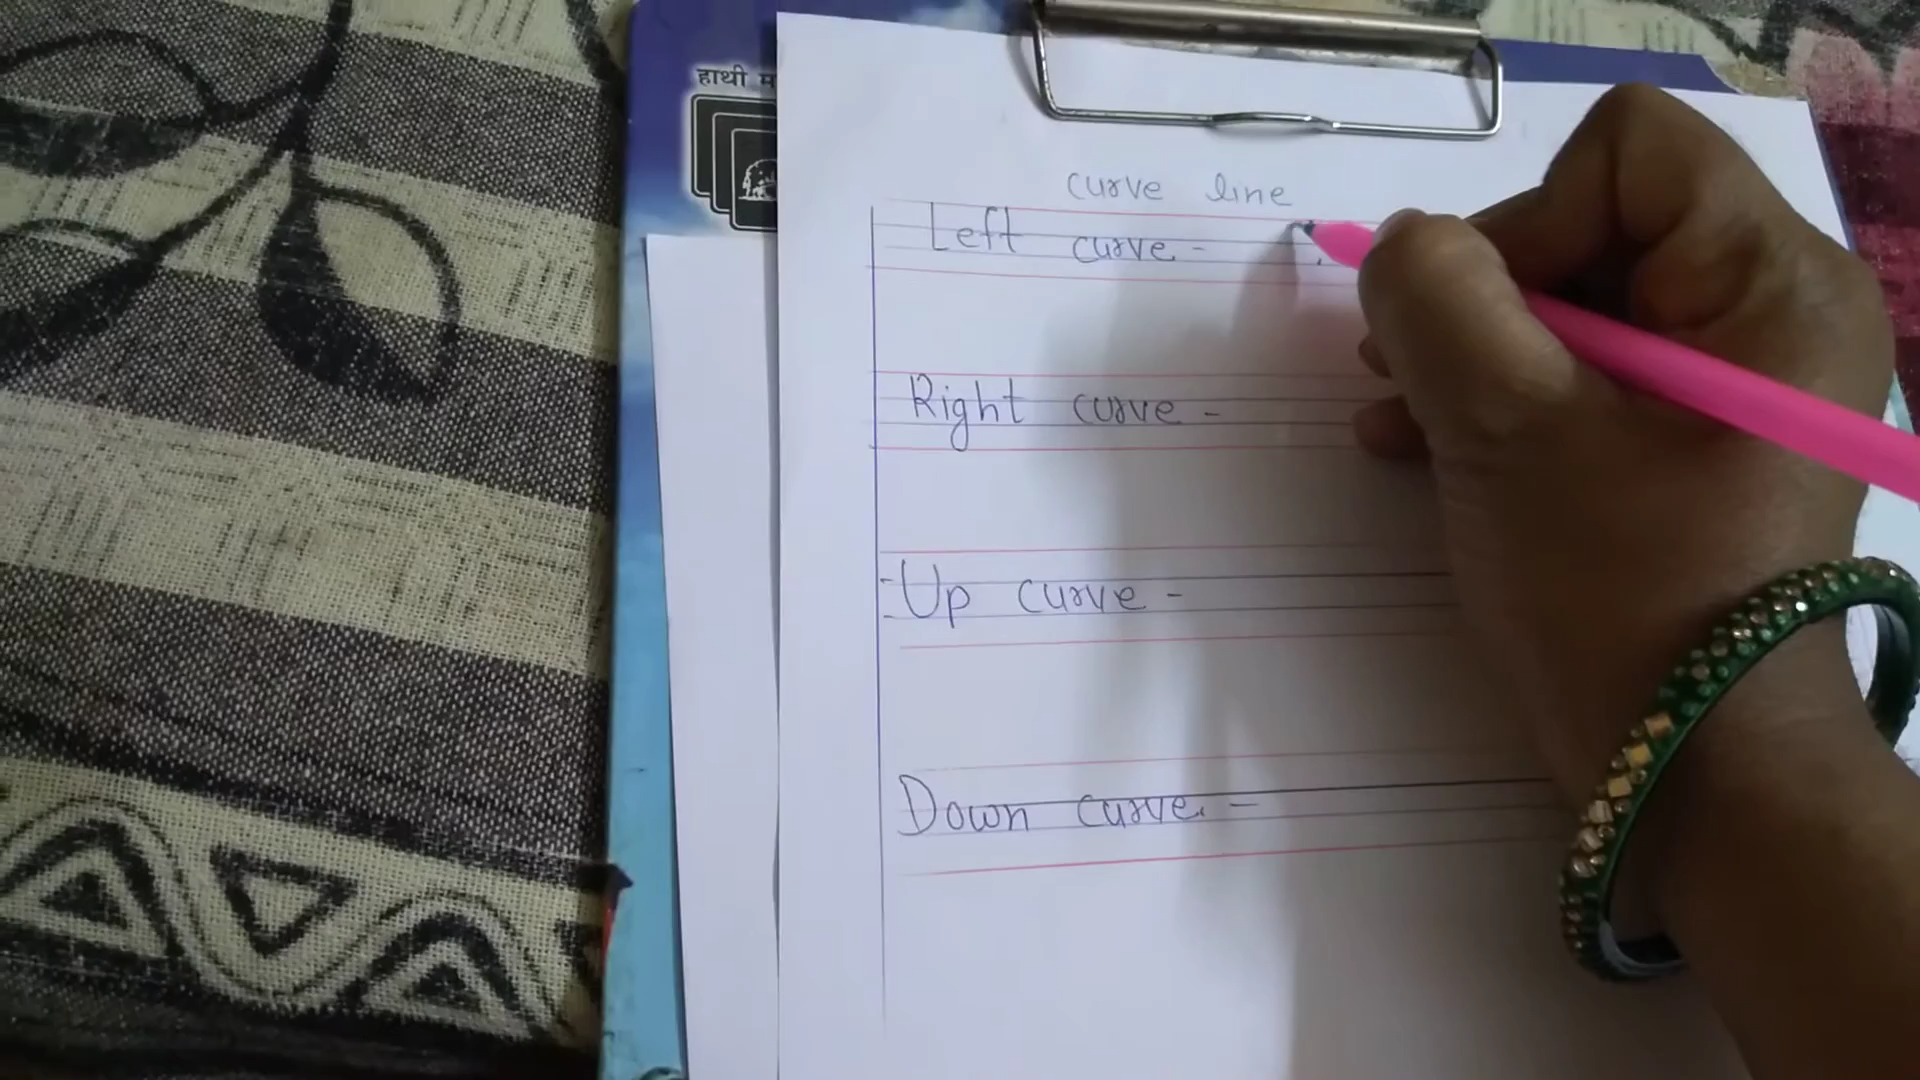 हाथी
curve line
Left curve -
Right curve -
Up curve -
Down curve. -